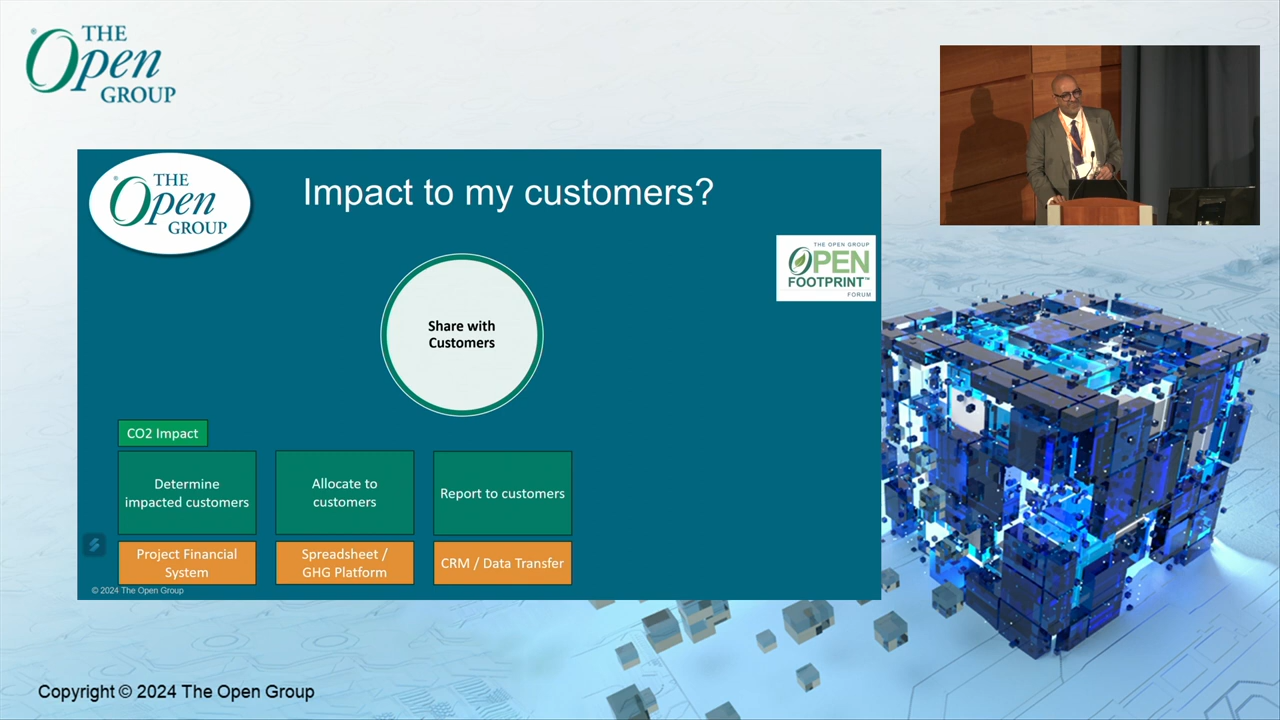 THE
Open
GROUP
THE
Open
GROUP
Impact to my customers?
THE OPEN GROUP
OPEN
FOOTPRINT™
FORUM
Share with
Customers
CO2 Impact
Determine
impacted customers
Allocate to
customers
Report to customers
Project Financial
System
Spreadsheet /
GHG Platform
CRM / Data Transfer
© 2024 The Open Group
Copyright © 2024 The Open Group